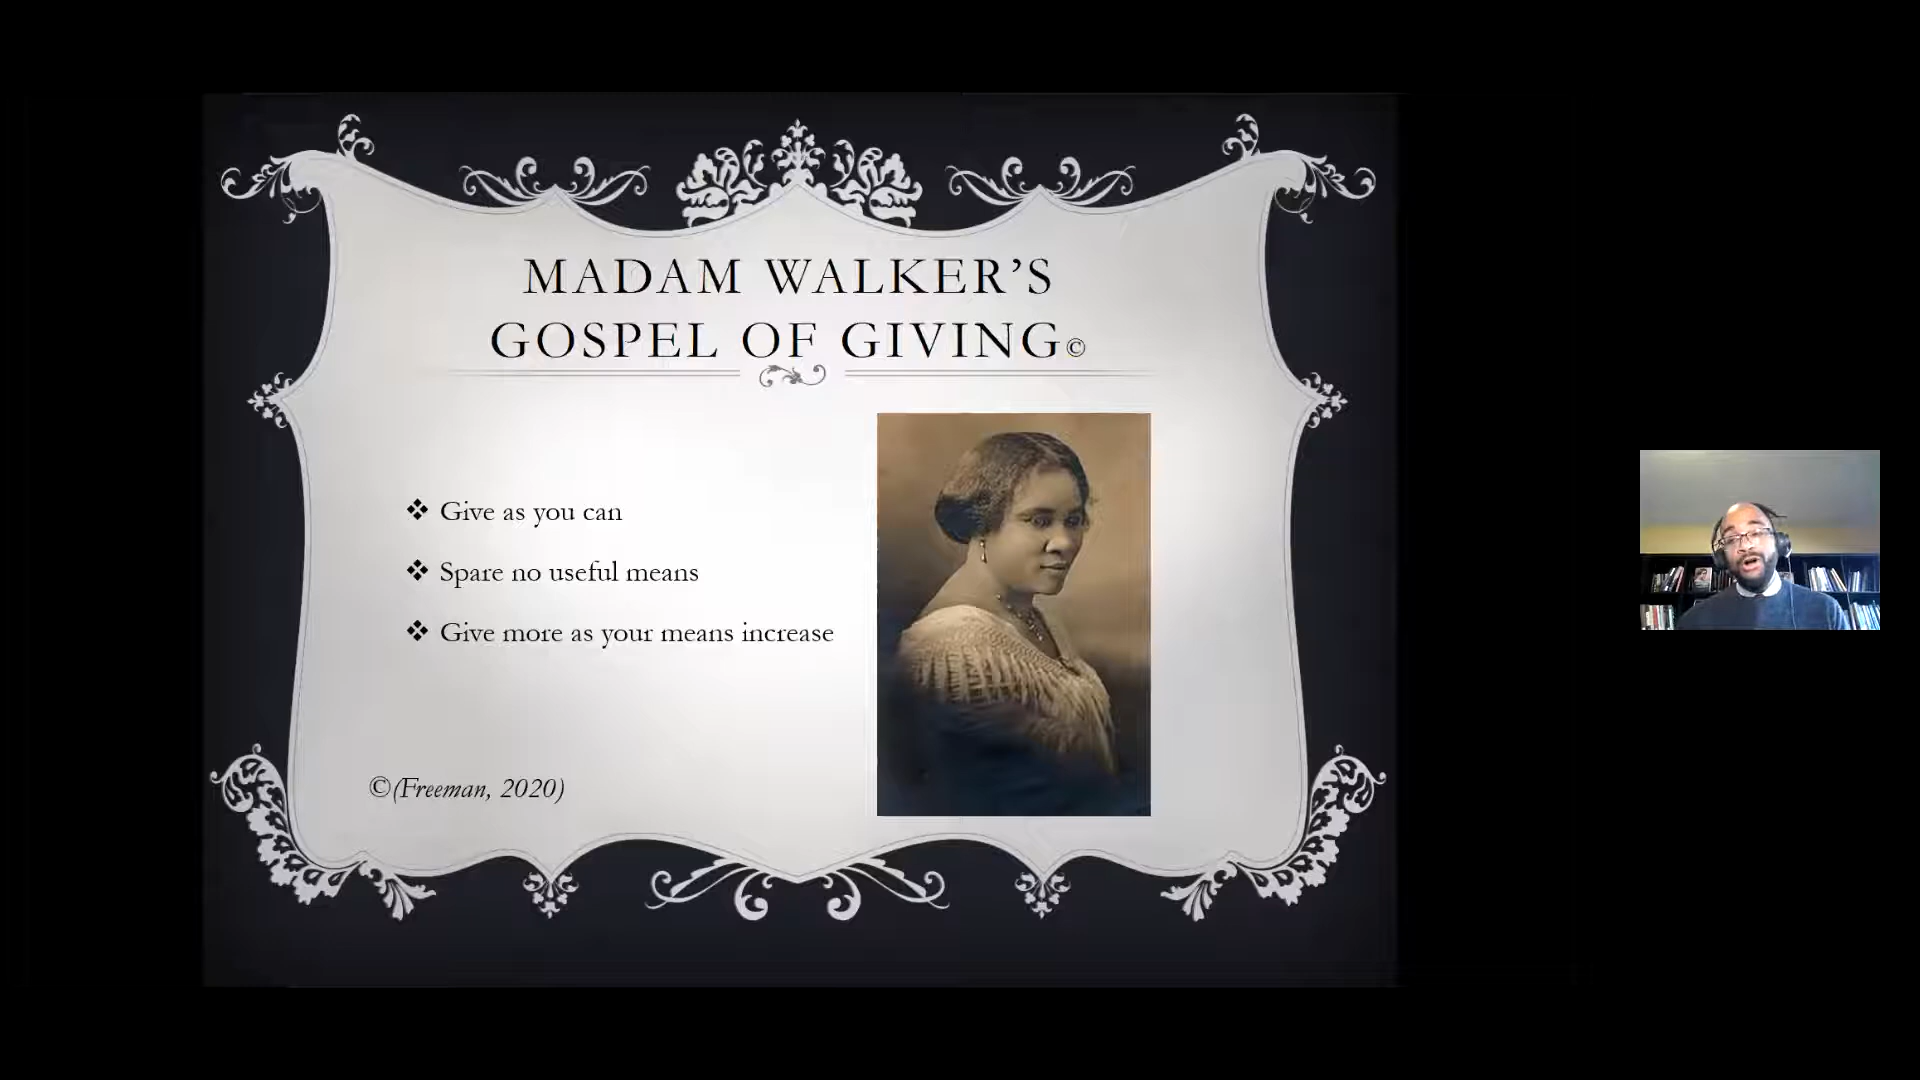 MADAM WALKER'S
GOSPEL OF GIVING©
❖ Give as you can
❖ Spare no useful means
❖ Give more as your means increase
©(Freeman, 2020)